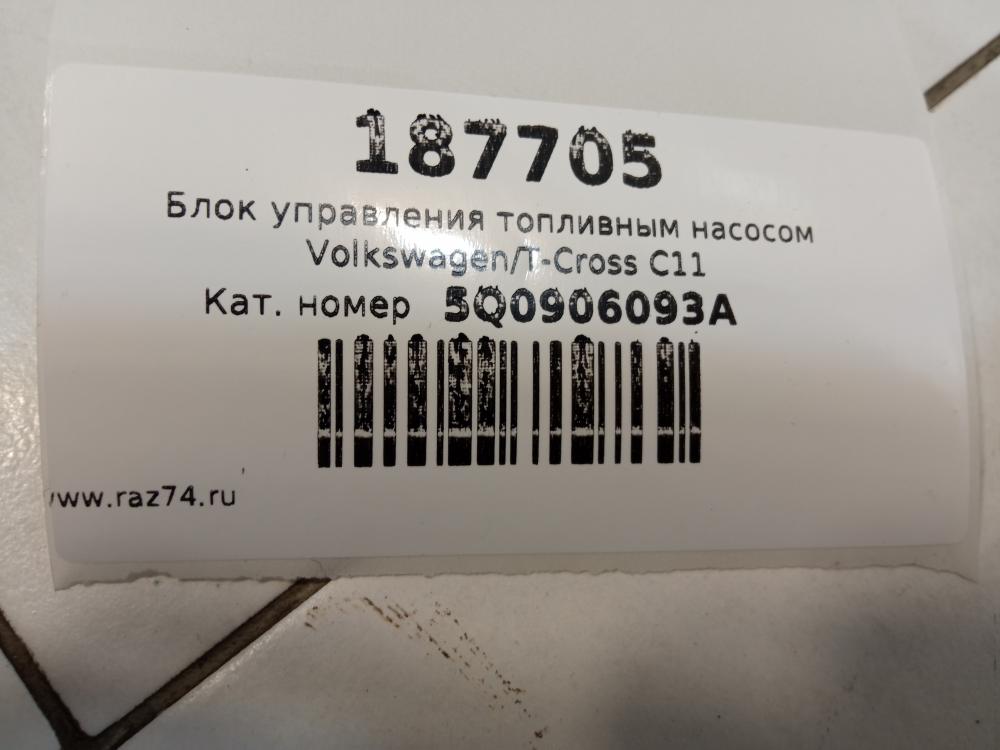 187705
Блок управления топливным насосом
Volkswagen/T-Cross C11
Кат. номер 5Q0906093A
www.raz74.ru